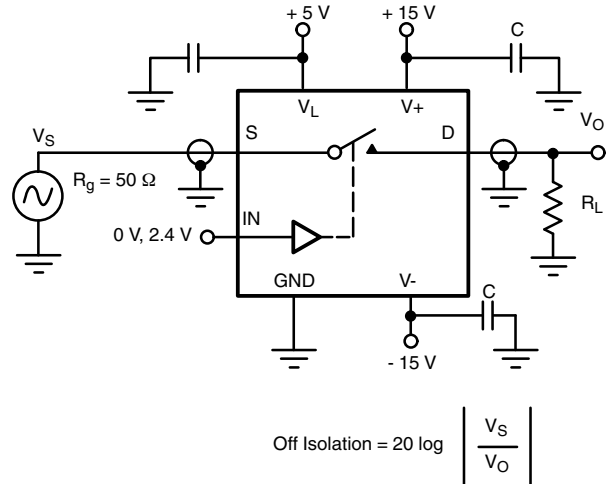 + 5 V
+ 15 V
C
V_L
V+
V_S
S
D
V_O
R_g = 50 Ω
R_L
IN
0 V, 2.4 V
GND
V-
C
- 15 V
Off Isolation = 20 log | V_S / V_O |